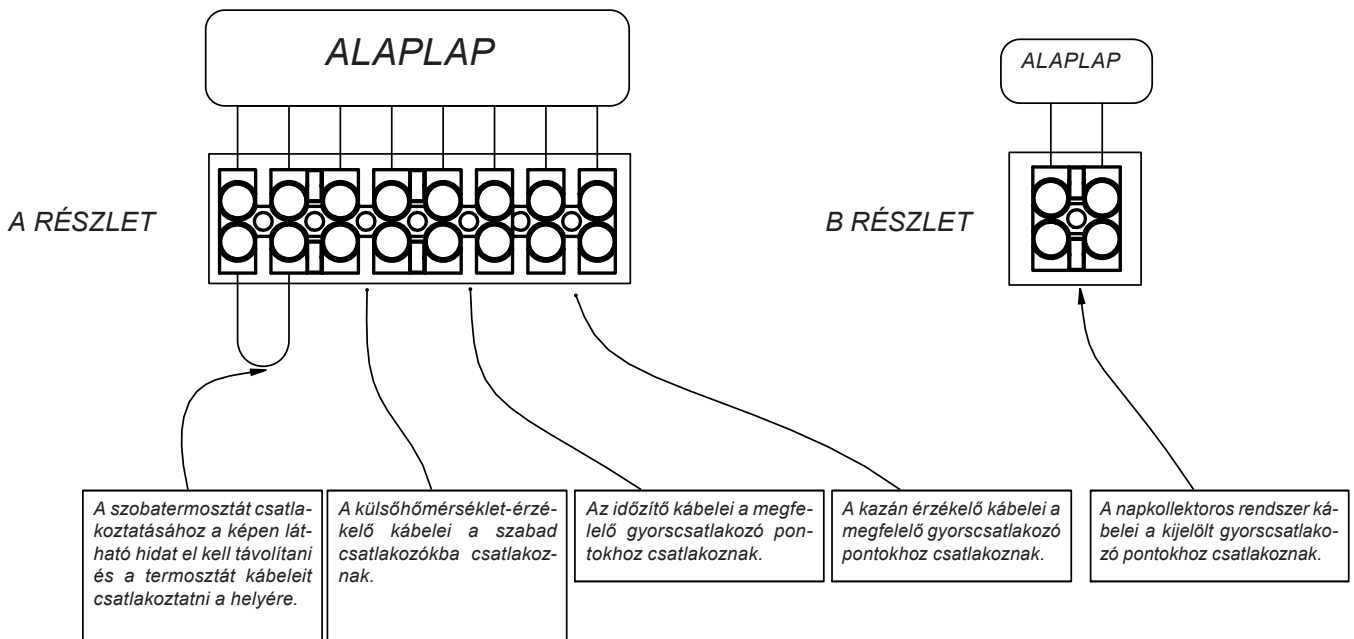 ALAPLAP
ALAPLAP
A RÉSZLET
B RÉSZLET
A szobatermosztát csatla-
koztatásához a képen lát-
ható hidat el kell távolítani
és a termosztát kábeleit
csatlakoztatni a helyére.
A külsőhőmérséklet-érzé-
kelő kábelei a szabad
csatlakozókba csatlakoz-
nak.
Az időzítő kábelei a megfe-
lelő gyorscsatlakozó pon-
tokhoz csatlakoznak.
A kazán érzékelő kábelei a
megfelelő gyorscsatlakozó
pontokhoz csatlakoznak.
A napkollektoros rendszer ká-
belei a kijelölt gyorscsatlako-
zó pontokhoz csatlakoznak.